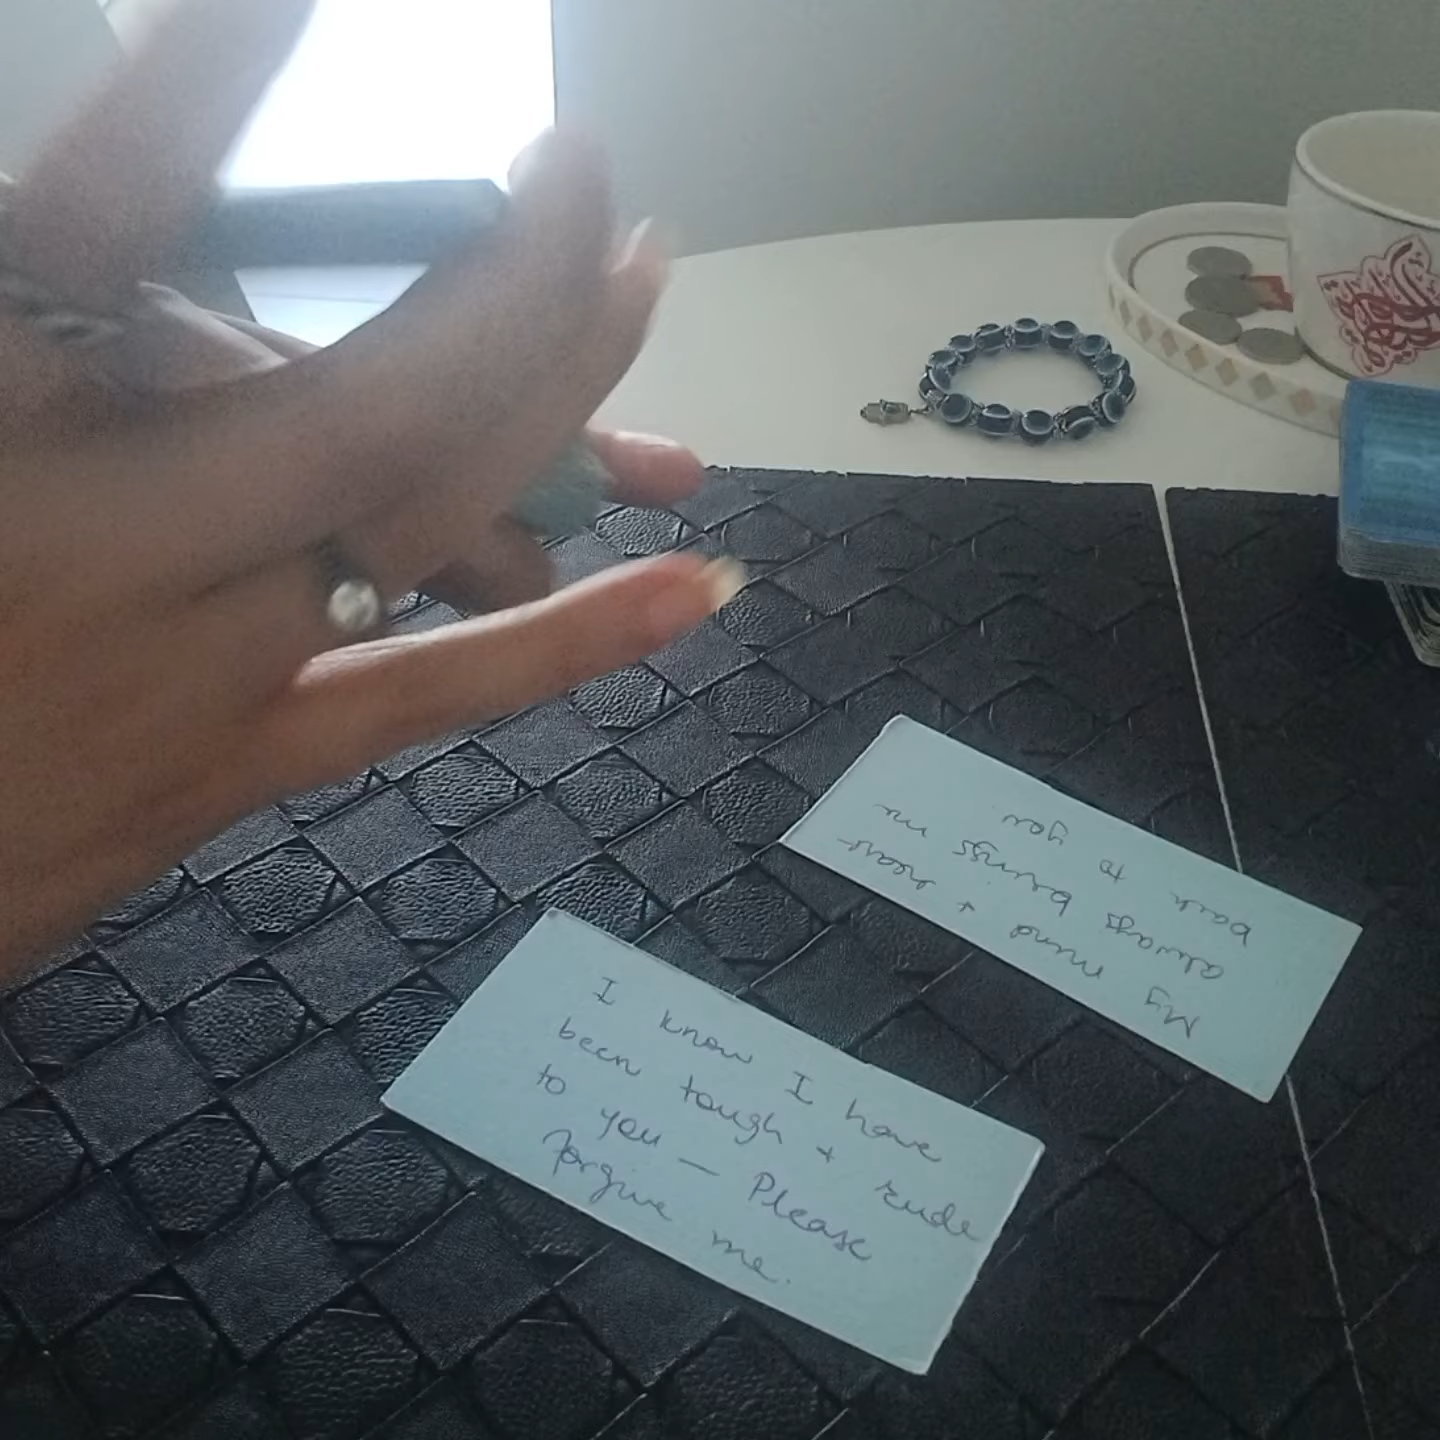 My mind + heart
always brings me
back to you
I know I have
been tough + rude
to you — Please
forgive me.